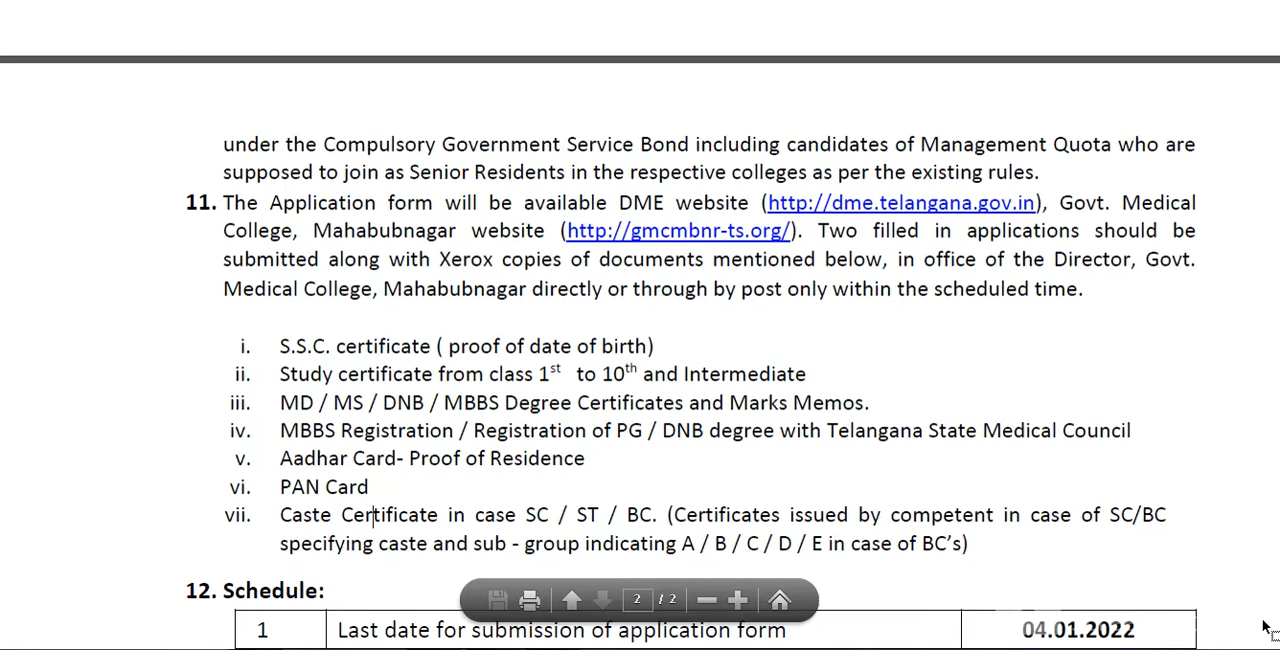 under the Compulsory Government Service Bond including candidates of Management Quota who are
supposed to join as Senior Residents in the respective colleges as per the existing rules.
11. The Application form will be available DME website (http://dme.telangana.gov.in), Govt. Medical
College, Mahabubnagar website (http://gmcmbnr-ts.org/). Two filled in applications should be
submitted along with Xerox copies of documents mentioned below, in office of the Director, Govt.
Medical College, Mahabubnagar directly or through by post only within the scheduled time.
i. S.S.C. certificate ( proof of date of birth)
ii. Study certificate from class 1st to 10th and Intermediate
iii. MD / MS / DNB / MBBS Degree Certificates and Marks Memos.
iv. MBBS Registration / Registration of PG / DNB degree with Telangana State Medical Council
v. Aadhar Card- Proof of Residence
vi. PAN Card
vii. Caste Certificate in case SC / ST / BC. (Certificates issued by competent in case of SC/BC
specifying caste and sub - group indicating A / B / C / D / E in case of BC’s)
12. Schedule:
2 / 2
1 Last date for submission of application form 04.01.2022